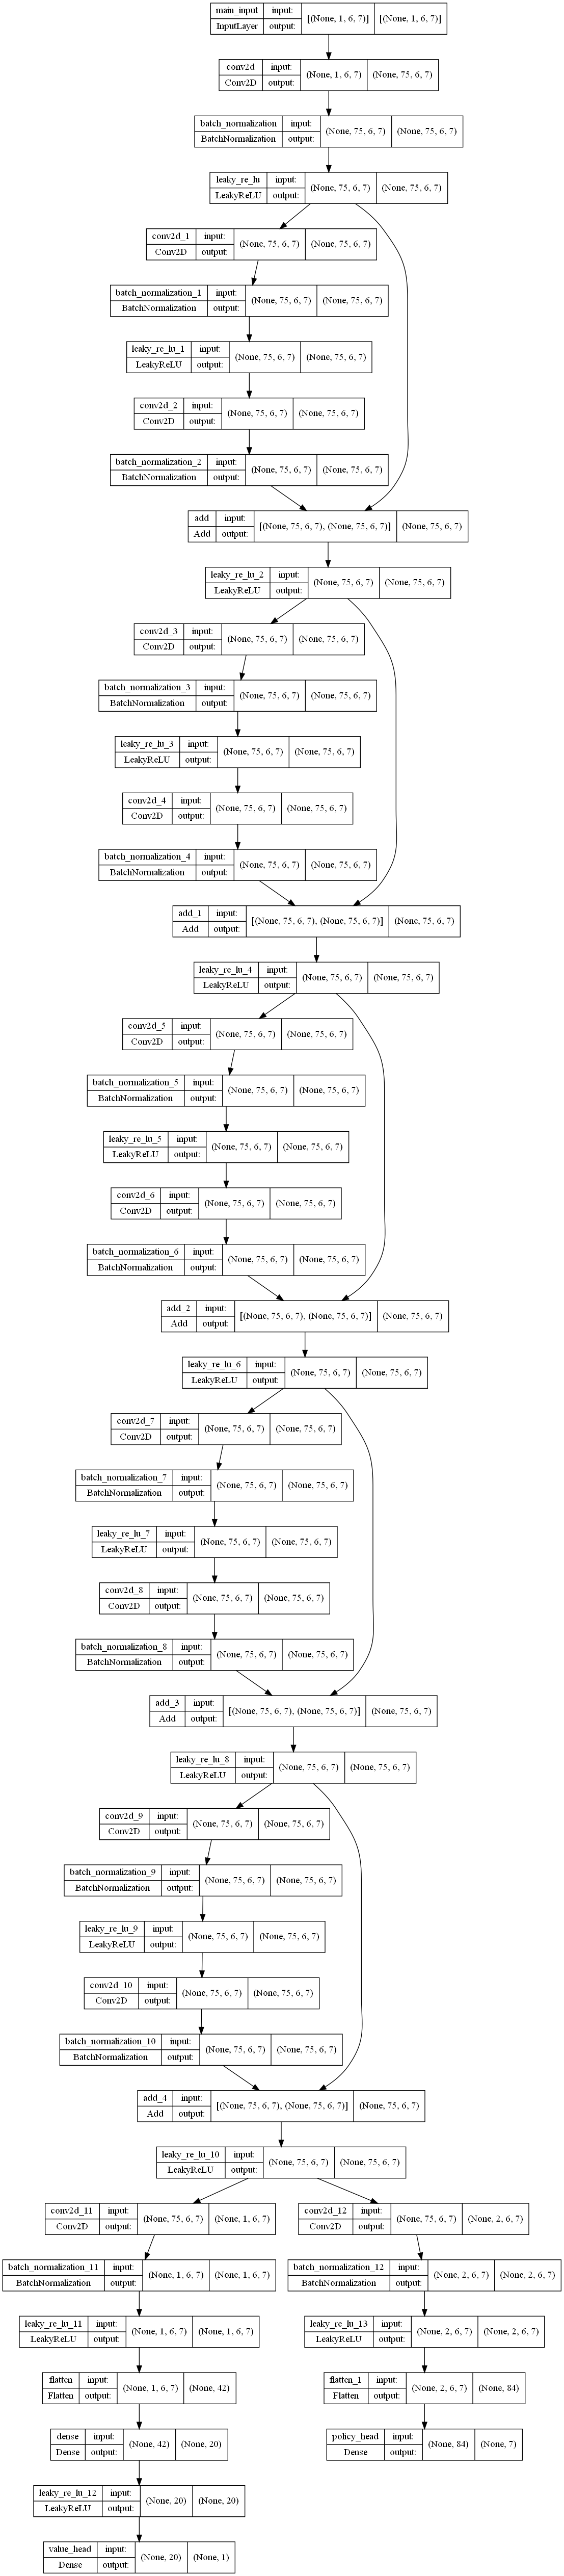 main_input input: [(None, 1, 6, 7)] [(None, 1, 6, 7)]
InputLayer output:
conv2d input: (None, 1, 6, 7) (None, 75, 6, 7)
Conv2D output:
batch_normalization input: (None, 75, 6, 7) (None, 75, 6, 7)
BatchNormalization output:
leaky_re_lu input: (None, 75, 6, 7) (None, 75, 6, 7)
LeakyReLU output:
conv2d_1 input: (None, 75, 6, 7) (None, 75, 6, 7)
Conv2D output:
batch_normalization_1 input: (None, 75, 6, 7) (None, 75, 6, 7)
BatchNormalization output:
leaky_re_lu_1 input: (None, 75, 6, 7) (None, 75, 6, 7)
LeakyReLU output:
conv2d_2 input: (None, 75, 6, 7) (None, 75, 6, 7)
Conv2D output:
batch_normalization_2 input: (None, 75, 6, 7) (None, 75, 6, 7)
BatchNormalization output:
add input: [(None, 75, 6, 7), (None, 75, 6, 7)] (None, 75, 6, 7)
Add output:
leaky_re_lu_2 input: (None, 75, 6, 7) (None, 75, 6, 7)
LeakyReLU output:
conv2d_3 input: (None, 75, 6, 7) (None, 75, 6, 7)
Conv2D output:
batch_normalization_3 input: (None, 75, 6, 7) (None, 75, 6, 7)
BatchNormalization output:
leaky_re_lu_3 input: (None, 75, 6, 7) (None, 75, 6, 7)
LeakyReLU output:
conv2d_4 input: (None, 75, 6, 7) (None, 75, 6, 7)
Conv2D output:
batch_normalization_4 input: (None, 75, 6, 7) (None, 75, 6, 7)
BatchNormalization output:
add_1 input: [(None, 75, 6, 7), (None, 75, 6, 7)] (None, 75, 6, 7)
Add output:
leaky_re_lu_4 input: (None, 75, 6, 7) (None, 75, 6, 7)
LeakyReLU output:
conv2d_5 input: (None, 75, 6, 7) (None, 75, 6, 7)
Conv2D output:
batch_normalization_5 input: (None, 75, 6, 7) (None, 75, 6, 7)
BatchNormalization output:
leaky_re_lu_5 input: (None, 75, 6, 7) (None, 75, 6, 7)
LeakyReLU output:
conv2d_6 input: (None, 75, 6, 7) (None, 75, 6, 7)
Conv2D output:
batch_normalization_6 input: (None, 75, 6, 7) (None, 75, 6, 7)
BatchNormalization output:
add_2 input: [(None, 75, 6, 7), (None, 75, 6, 7)] (None, 75, 6, 7)
Add output:
leaky_re_lu_6 input: (None, 75, 6, 7) (None, 75, 6, 7)
LeakyReLU output:
conv2d_7 input: (None, 75, 6, 7) (None, 75, 6, 7)
Conv2D output:
batch_normalization_7 input: (None, 75, 6, 7) (None, 75, 6, 7)
BatchNormalization output:
leaky_re_lu_7 input: (None, 75, 6, 7) (None, 75, 6, 7)
LeakyReLU output:
conv2d_8 input: (None, 75, 6, 7) (None, 75, 6, 7)
Conv2D output:
batch_normalization_8 input: (None, 75, 6, 7) (None, 75, 6, 7)
BatchNormalization output:
add_3 input: [(None, 75, 6, 7), (None, 75, 6, 7)] (None, 75, 6, 7)
Add output:
leaky_re_lu_8 input: (None, 75, 6, 7) (None, 75, 6, 7)
LeakyReLU output:
conv2d_9 input: (None, 75, 6, 7) (None, 75, 6, 7)
Conv2D output:
batch_normalization_9 input: (None, 75, 6, 7) (None, 75, 6, 7)
BatchNormalization output:
leaky_re_lu_9 input: (None, 75, 6, 7) (None, 75, 6, 7)
LeakyReLU output:
conv2d_10 input: (None, 75, 6, 7) (None, 75, 6, 7)
Conv2D output:
batch_normalization_10 input: (None, 75, 6, 7) (None, 75, 6, 7)
BatchNormalization output:
add_4 input: [(None, 75, 6, 7), (None, 75, 6, 7)] (None, 75, 6, 7)
Add output:
leaky_re_lu_10 input: (None, 75, 6, 7) (None, 75, 6, 7)
LeakyReLU output:
conv2d_11 input: (None, 75, 6, 7) (None, 1, 6, 7)
Conv2D output:
batch_normalization_11 input: (None, 1, 6, 7) (None, 1, 6, 7)
BatchNormalization output:
leaky_re_lu_11 input: (None, 1, 6, 7) (None, 1, 6, 7)
LeakyReLU output:
flatten input: (None, 1, 6, 7) (None, 42)
Flatten output:
dense input: (None, 42) (None, 20)
Dense output:
leaky_re_lu_12 input: (None, 20) (None, 20)
LeakyReLU output:
value_head input: (None, 20) (None, 1)
Dense output:
conv2d_12 input: (None, 75, 6, 7) (None, 2, 6, 7)
Conv2D output:
batch_normalization_12 input: (None, 2, 6, 7) (None, 2, 6, 7)
BatchNormalization output:
leaky_re_lu_13 input: (None, 2, 6, 7) (None, 2, 6, 7)
LeakyReLU output:
flatten_1 input: (None, 2, 6, 7) (None, 84)
Flatten output:
policy_head input: (None, 84) (None, 7)
Dense output: